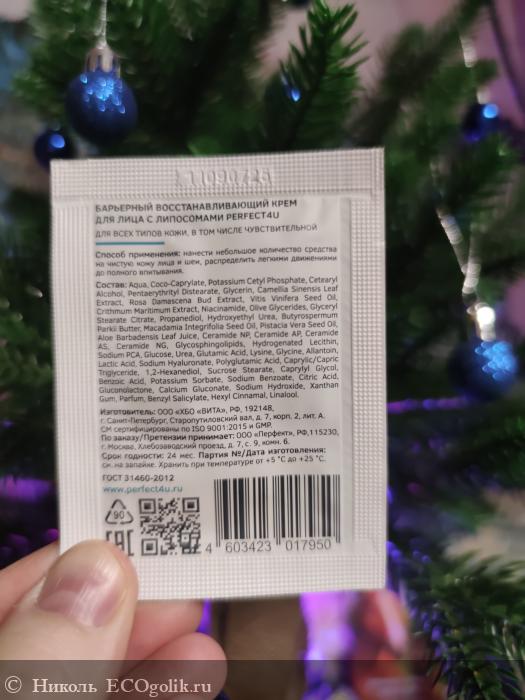 БАРЬЕРНЫЙ ВОССТАНАВЛИВАЮЩИЙ КРЕМ
ДЛЯ ЛИЦА С ЛИПОСОМАМИ PERFECT4U
ДЛЯ ВСЕХ ТИПОВ КОЖИ, В ТОМ ЧИСЛЕ ЧУВСТВИТЕЛЬНОЙ
Способ применения: нанести небольшое количество средства
на чистую кожу лица и шеи, распределить легкими движениями
до полного впитывания.
Состав: Aqua, Coco-Caprylate, Potassium Cetyl Phosphate, Cetearyl
Alcohol, Pentaerythrityl Distearate, Glycerin, Camellia Sinensis Leaf
Extract, Rosa Damascena Bud Extract, Vitis Vinifera Seed Oil,
Crithmum Maritimum Extract, Niacinamide, Olive Glycerides, Glyceryl
Stearate Citrate, Propanediol, Hydroxyethyl Urea, Butyrospermum
Parkii Butter, Macadamia Integrifolia Seed Oil, Pistacia Vera Seed Oil,
Aloe Barbadensis Leaf Juice, Ceramide NP, Ceramide AP, Ceramide
AS, Ceramide NG, Glycosphingolipids, Hydrogenated Lecithin,
Sodium PCA, Glucose, Urea, Glutamic Acid, Lysine, Glycine, Allantoin,
Lactic Acid, Sodium Hyaluronate, Polyglutamic Acid, Caprylic/Capric
Triglyceride, 1,2-Hexanediol, Sucrose Stearate, Caprylyl Glycol,
Benzoic Acid, Potassium Sorbate, Sodium Benzoate, Citric Acid,
Gluconolactone, Calcium Gluconate, Sodium Hydroxide, Xanthan
Gum, Parfum, Benzyl Salicylate, Hexyl Cinnamal, Linalool.
Изготовитель: ООО «ХБО «ВИТА», РФ, 192148,
г. Санкт-Петербург, Старопутиловский вал, д. 7, корп. 2, лит. А.
СМ сертифицированы по ISO 9001:2015 и GMP.
По заказу/Претензии принимает: ООО «Перфект», РФ,115230,
г. Москва, Хлебозаводский проезд, д. 7, с. 9, комн. 6.
Срок годности: 24 мес. Партия №/Дата изготовления:
см. на запайке. Хранить при температуре от +5 °С до +25 °С.
ГОСТ 31460-2012
www.perfect4u.ru
90
EAC
4 603423 017950
Николь ECOgolik.ru